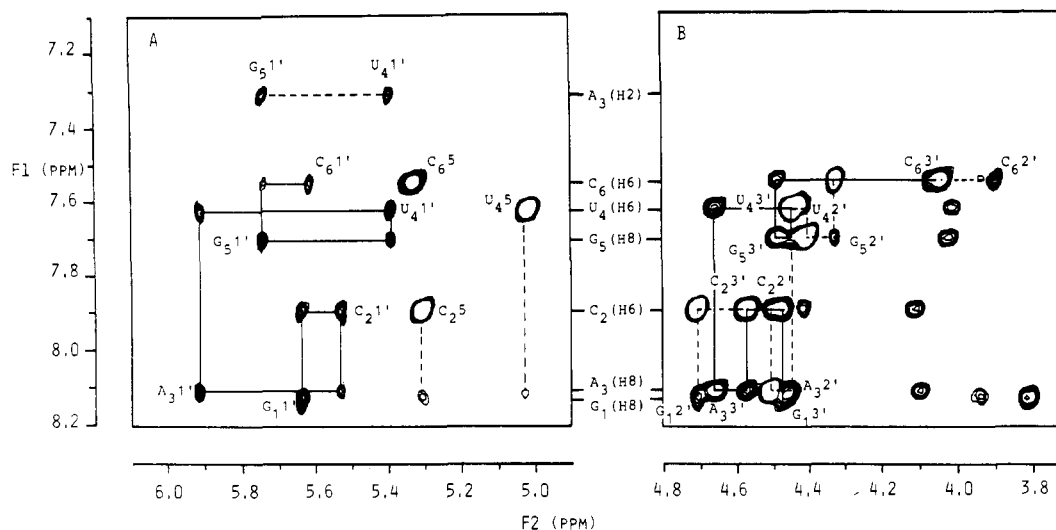 A
B
7.2
7.4
F1 (PPM)
7.6
7.8
8.0
8.2
G5 1'
U4 1'
C6 1'
C6 5
U4 1'
U4 5
G5 1'
C2 1'
C2 5
A3 1'
G1 1'
A3(H2)
C6(H6)
U4(H6)
G5(H8)
C2(H6)
A3(H8)
G1(H8)
C6 3'
C6 2'
U4 3'
U4 2'
G5 3'
G5 2'
C2 3'
C2 2'
A3 2'
G1 2'
A3 3'
G1 3'
6.0 5.8 5.6 5.4 5.2 5.0
4.8 4.6 4.4 4.2 4.0 3.8
F2 (PPM)